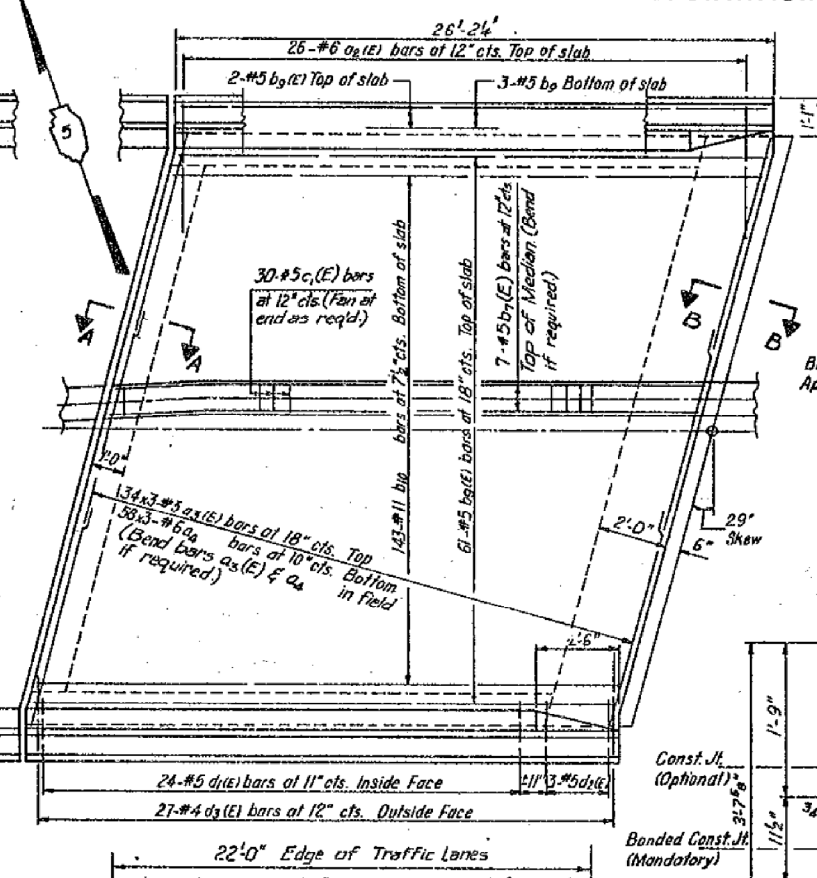 26'-2¼"
26-#6 a₂(E) bars at 12" cts. Top of slab
2-#5 b₉(E) Top of slab
3-#5 b₉ Bottom of slab
1'-1"
5
30-#5 c₁(E) bars
at 12" cts. (Fan at
end as req'd.)
143-#11 b₁₀ bars at 7½" cts. Bottom of slab
61-#5 b₉(E) bars at 18" cts. Top of slab
7-#5 b₇(E) bars at 12" cts
Top of Median. (Bend
if required.)
A
A
B
B
1'-0"
34x3-#5 a₃(E) bars at 18" cts. Top
58x3-#6 a₄ bars at 10" cts. Bottom
(Bend bars a₃(E) & a₄ in field
if required.)
2'-0"
6"
29°
Skew
24-#5 d₁(E) bars at 11" cts. Inside Face
11"
3-#5 d₂(E)
27-#4 d₃(E) bars at 12" cts. Outside Face
22'-0" Edge of Traffic Lanes
Const. Jt.
(Optional)
Bonded Const. Jt.
(Mandatory)
3'-7⅝"
1'-9"
11½"